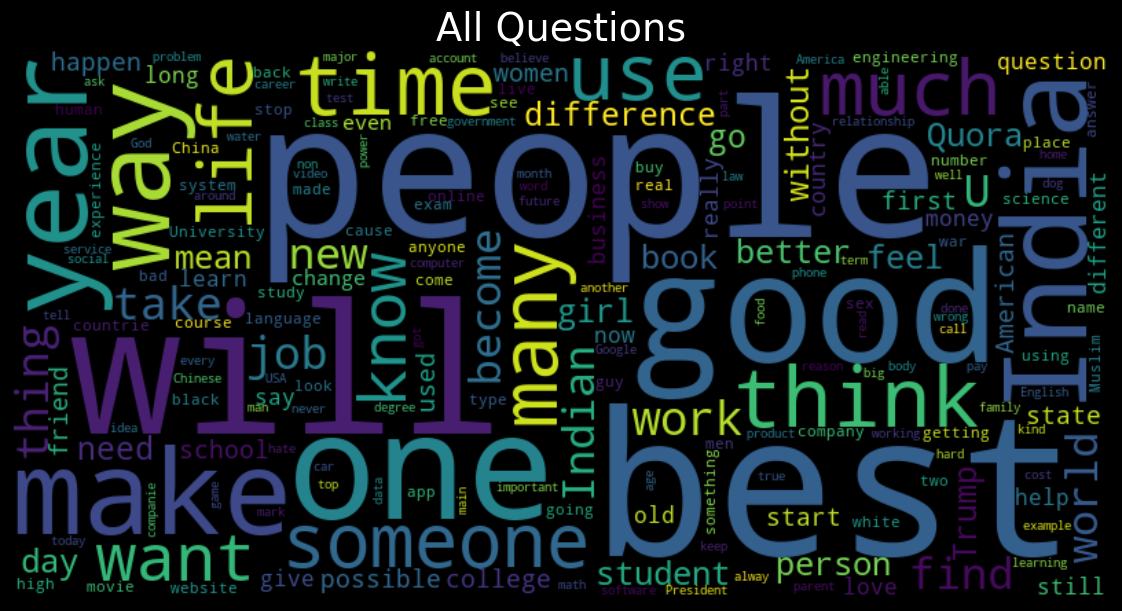 All Questions
happen
problem
long
ask
human
year
way
life
back
career
stop
major
write
test
time
account
believe
women
live
see
class
even
free
government
use
right
America
engineering
question
difference
much
able
part
relationship
answer
God
China
water
experience
system
around
University
people
non
video
made
power
month
word
future
online
exam
go
business
buy
real
law
show
point
really
without
country
Quora
place
number
well
home
dog
first
U
science
India
money
different
service
social
mean
bad
learn
new
cause
anyone
change
computer
come
book
better
term
feel
war
phone
American
name
take
study
another
tell
countrie
course
language
will
know
become
many
girl
now
Google
good
food
sex
read
done
wrong
call
using
Muslim
thing
friend
every
Chinese
black
job
USA
look
say
man
never
degree
used
got
type
Indian
guy
think
reason
big
body
pay
English
family
kind
state
idea
need
school
hate
work
men
product
company
working
getting
hard
world
make
companie
game
mark
one
car
top
data
app
main
important
going
something
age
true
best
two
cost
help
old
start
white
Trump
example
today
someone
keep
person
find
learning
day
want
high
movie
website
give
possible
college
math
student
alway
software
President
parent
love
still